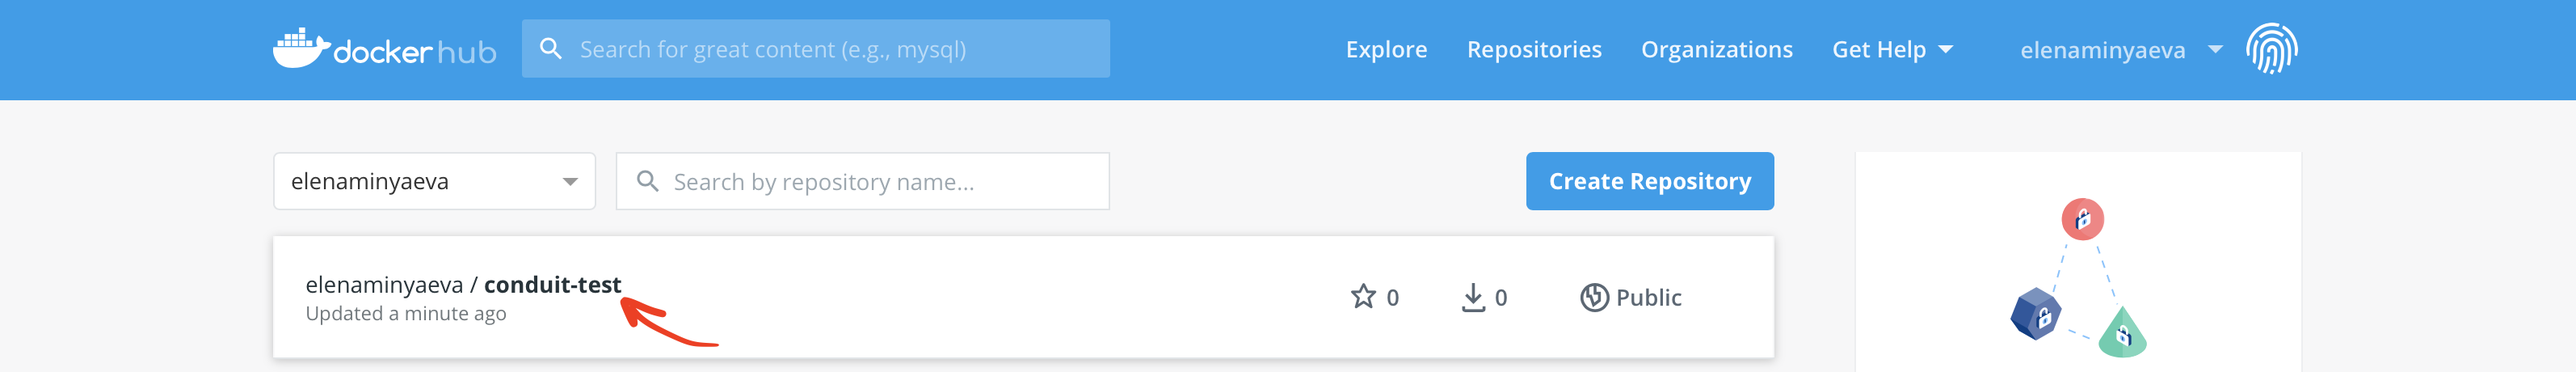 docker hub
Search for great content (e.g., mysql)
Explore
Repositories
Organizations
Get Help
elenaminyaeva
elenaminyaeva
Search by repository name...
Create Repository
elenaminyaeva / conduit-test
Updated a minute ago
0
0
Public